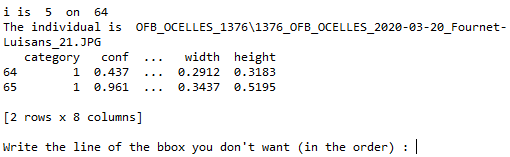 i is  5  on  64
The individual is  OFB_OCELLES_1376\1376_OFB_OCELLES_2020-03-20_Fournet-
Luisans_21.JPG
    category   conf  ...   width  height
64         1  0.437  ...  0.2912  0.3183
65         1  0.961  ...  0.3437  0.5195
[2 rows x 8 columns]
Write the line of the bbox you don't want (in the order) :